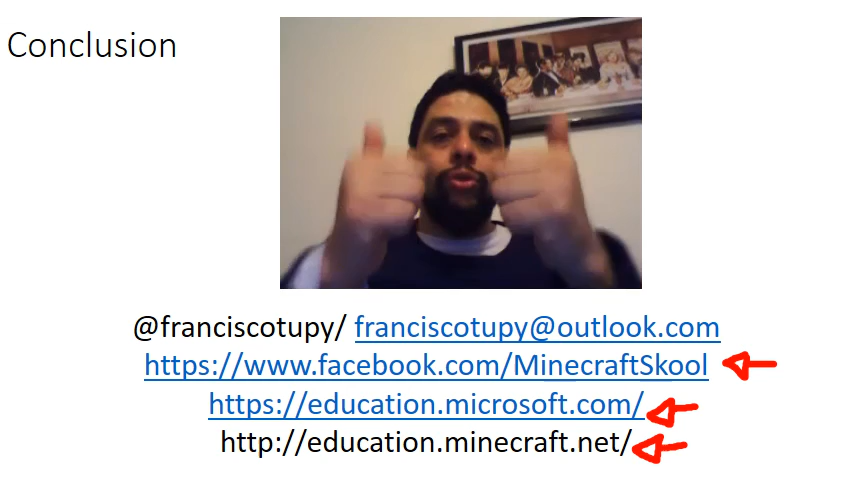 Conclusion
@franciscotupy/ franciscotupy@outlook.com
https://www.facebook.com/MinecraftSkool
https://education.microsoft.com/
http://education.minecraft.net/